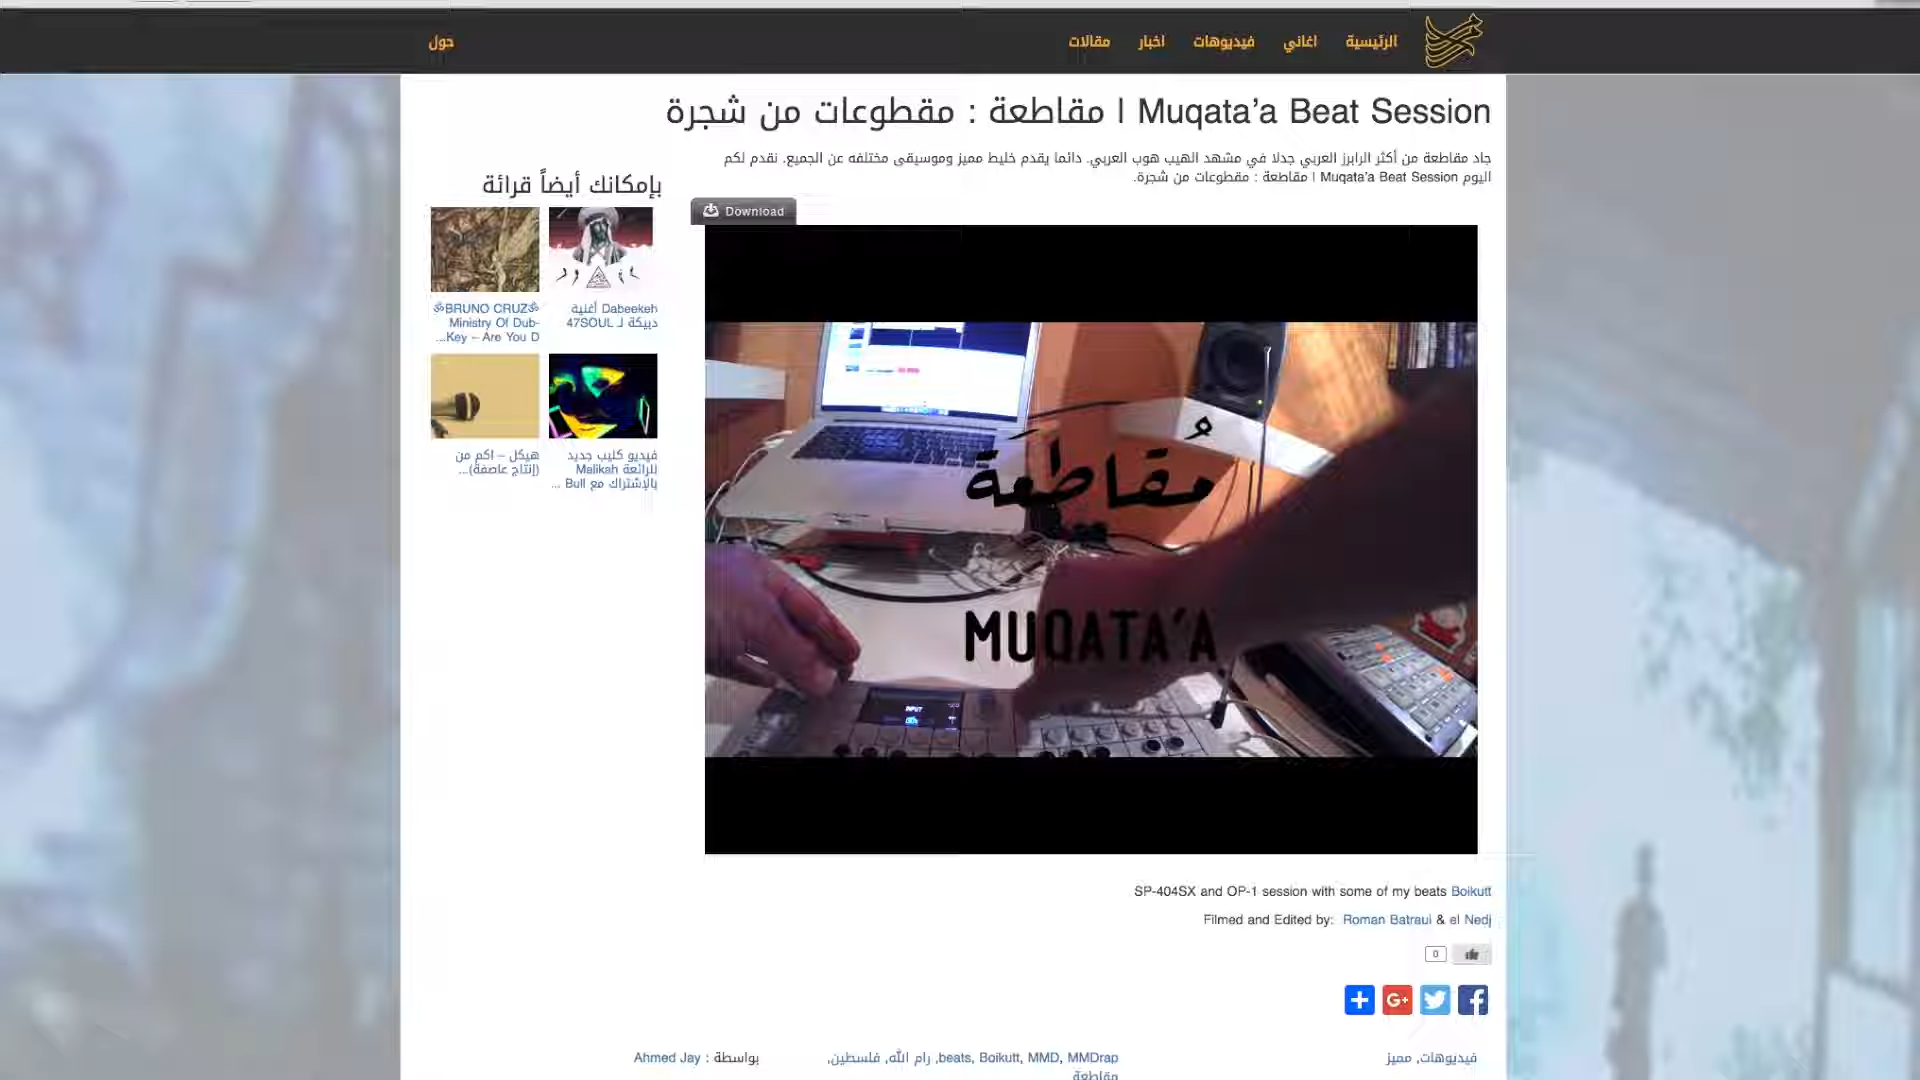 الرئيسية اغاني فيديوهات اخبار مقالات حول
Muqata’a Beat Session | مقاطعة : مقطوعات من شجرة
جاد مقاطعة من أكثر الرابرز العربي جدلا في مشهد الهيب هوب العربي. دائما يقدم خليط مميز وموسيقى مختلفه عن الجميع. نقدم لكم
اليوم Muqata’a Beat Session | مقاطعة : مقطوعات من شجرة.
Download
مُقاطِعَة
MUQATA’A
INPUT
SP-404SX and OP-1 session with some of my beats Boikutt
Filmed and Edited by: Roman Batraui & el Nedj
0
فيديوهات, مميز
beats, Boikutt, MMD, MMDrap, رام الله, فلسطين,
مقاطعة
بواسطة : Ahmed Jay
بإمكانك أيضاً قرائة
Dabeekeh أغنية
دبيكة لـ 47SOUL
ॐBRUNO CRUZॐ
Ministry Of Dub-
Key – Are You D...
فيديو كليب جديد
للرائعة Malikah
بالإشتراك مع Bull ...
هيكل – اكم من
(إنتاج عاصفة)...